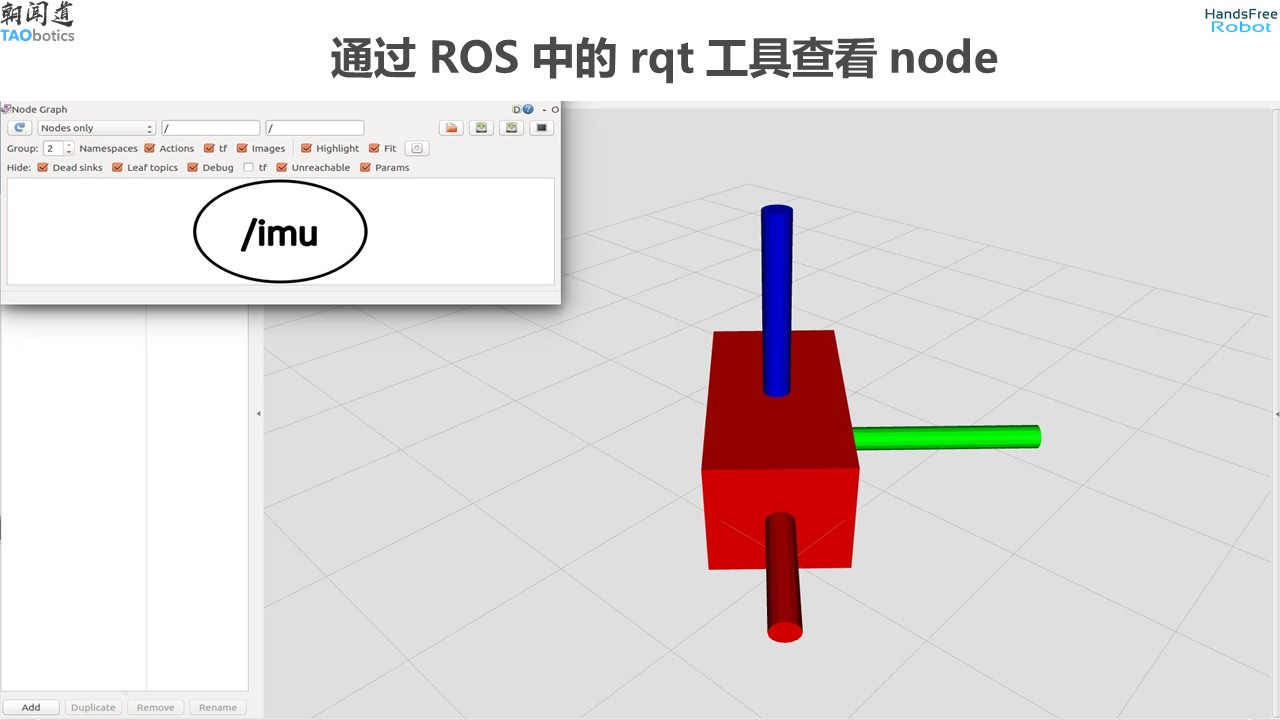 朝闻道
TAObotics
HandsFree
Robot
通过 ROS 中的 rqt 工具查看 node
Node Graph
D ? - O
Nodes only / /
Group: 2 Namespaces Actions tf Images Highlight Fit
Hide: Dead sinks Leaf topics Debug tf Unreachable Params
/imu
Add Duplicate Remove Rename